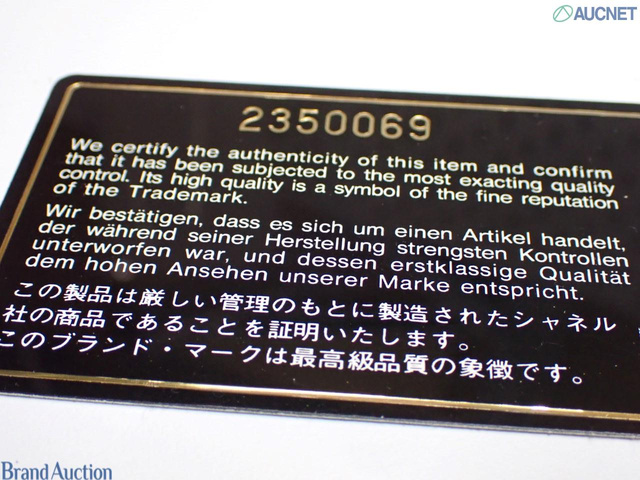 AUCNET
2350069
We certify the authenticity of this item and confirm
that it has been subjected to the most exacting quality
control. Its high quality is a symbol of the fine reputation
of the Trademark.
Wir bestätigen, dass es sich um einen Artikel handelt,
der während seiner Herstellung strengsten Kontrollen
unterworfen war, und dessen erstklassige Qualität
dem hohen Ansehen unserer Marke entspricht.
この製品は厳しい管理のもとに製造されたシャネル
社の商品であることを証明いたします。
このブランド・マークは最高級品質の象徴です。
Brand Auction